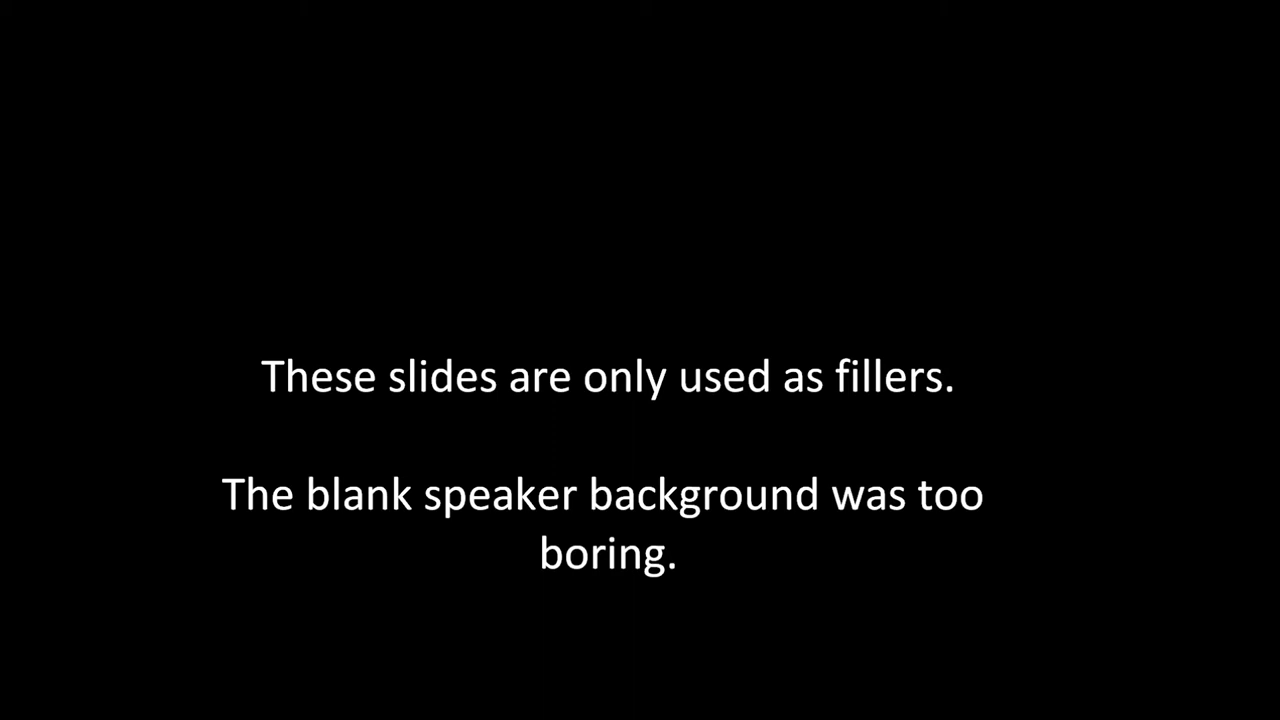 These slides are only used as fillers.
The blank speaker background was too
boring.